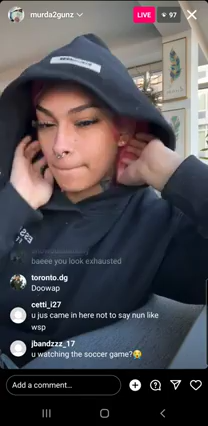 murda2gunz
LIVE
97
baeee you look exhausted
toronto.dg
Doowap
cetti_i27
u jus came in here not to say nun like
wsp
jbandzzz_17
u watching the soccer game?😭
Add a comment...